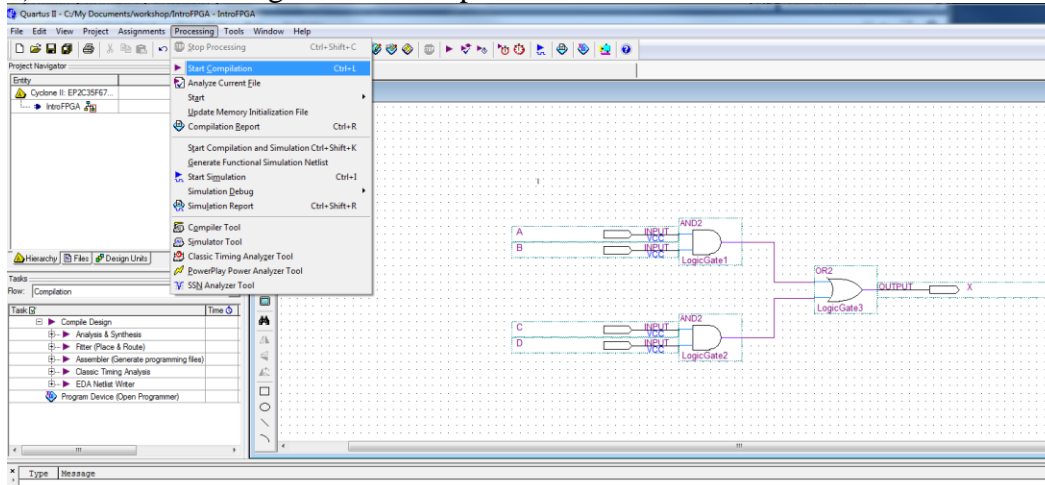 Quartus II - C:/My Documents/workshop/IntroFPGA - IntroFPGA
File Edit View Project Assignments Processing Tools Window Help
Stop Processing Ctrl+Shift+C
Start Compilation Ctrl+L
Analyze Current File
Start
Update Memory Initialization File
Compilation Report Ctrl+R
Start Compilation and Simulation Ctrl+Shift+K
Generate Functional Simulation Netlist
Start Simulation Ctrl+I
Simulation Debug
Simulation Report Ctrl+Shift+R
Compiler Tool
Simulator Tool
Classic Timing Analyzer Tool
PowerPlay Power Analyzer Tool
SSN Analyzer Tool
Project Navigator
Entity
Cyclone II: EP2C35F67...
IntroFPGA
Hierarchy Files Design Units
Tasks
Flow: Compilation
Task Time
Compile Design
Analysis & Synthesis
Fitter (Place & Route)
Assembler (Generate programming files)
Classic Timing Analysis
EDA Netlist Writer
Program Device (Open Programmer)
AND2
A INPUT
VCC
B INPUT
VCC
LogicGate1
OR2
OUTPUT X
LogicGate3
AND2
C INPUT
VCC
D INPUT
VCC
LogicGate2
Type Message